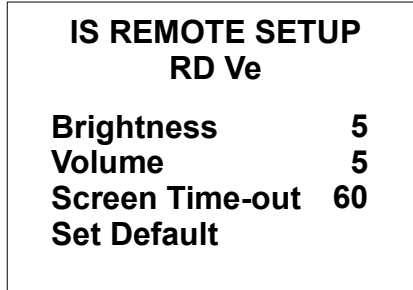 IS REMOTE SETUP
RD Ve
Brightness 5
Volume 5
Screen Time-out 60
Set Default